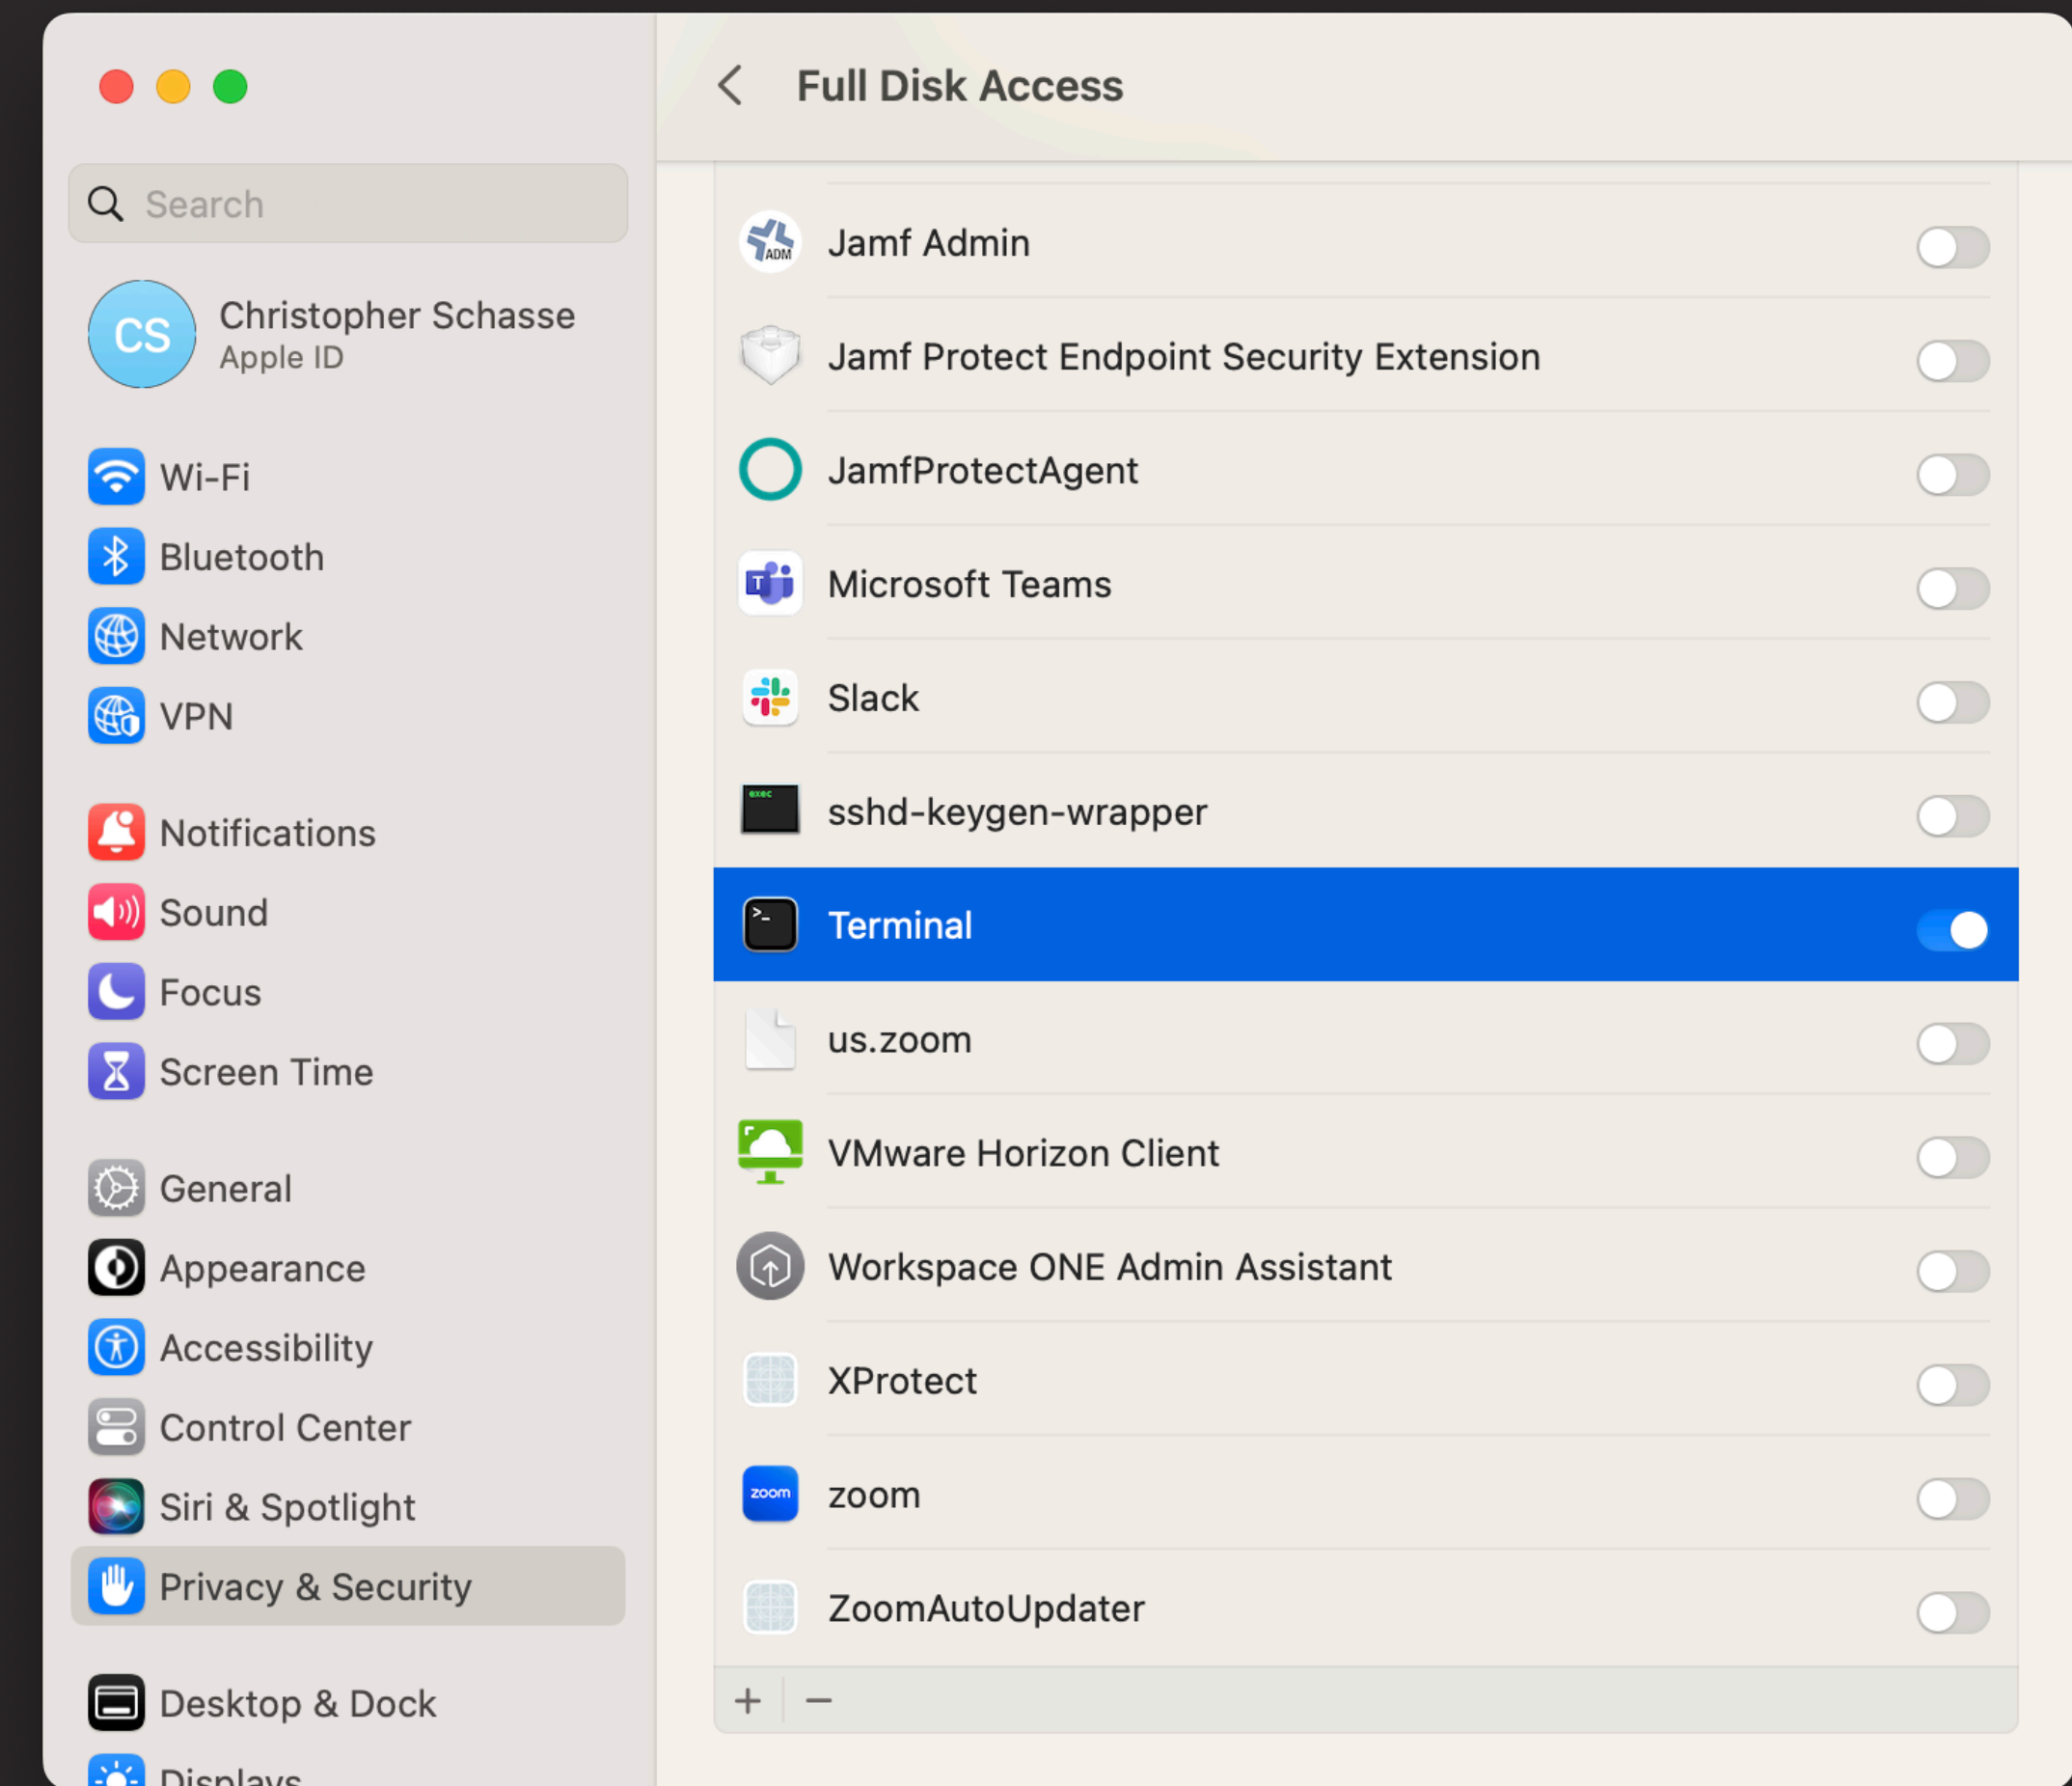 Full Disk Access
Search
CS
Christopher Schasse
Apple ID
Wi-Fi
Bluetooth
Network
VPN
Notifications
Sound
Focus
Screen Time
General
Appearance
Accessibility
Control Center
Siri & Spotlight
Privacy & Security
Desktop & Dock
Displays
ADM
Jamf Admin
Jamf Protect Endpoint Security Extension
JamfProtectAgent
T
Microsoft Teams
Slack
exec
sshd-keygen-wrapper
>_
Terminal
us.zoom
VMware Horizon Client
Workspace ONE Admin Assistant
XProtect
zoom
zoom
ZoomAutoUpdater
+ −